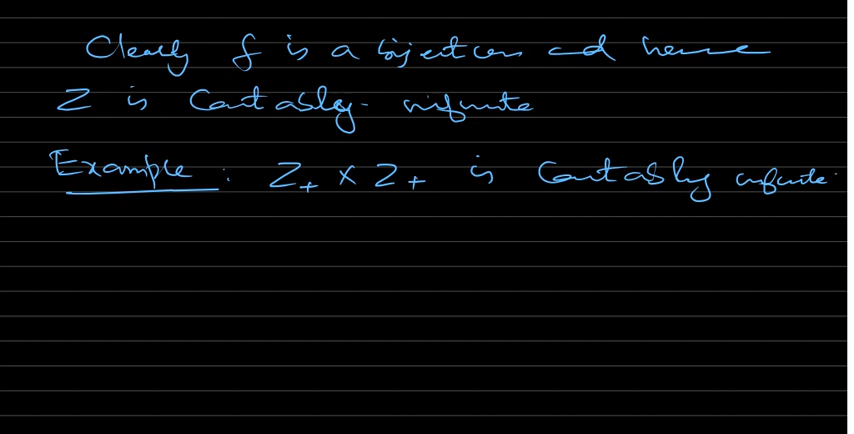 Clearly f is a bijection and hence
Z is Countably infinite
Example : Z+ × Z+ is Countably infinite.